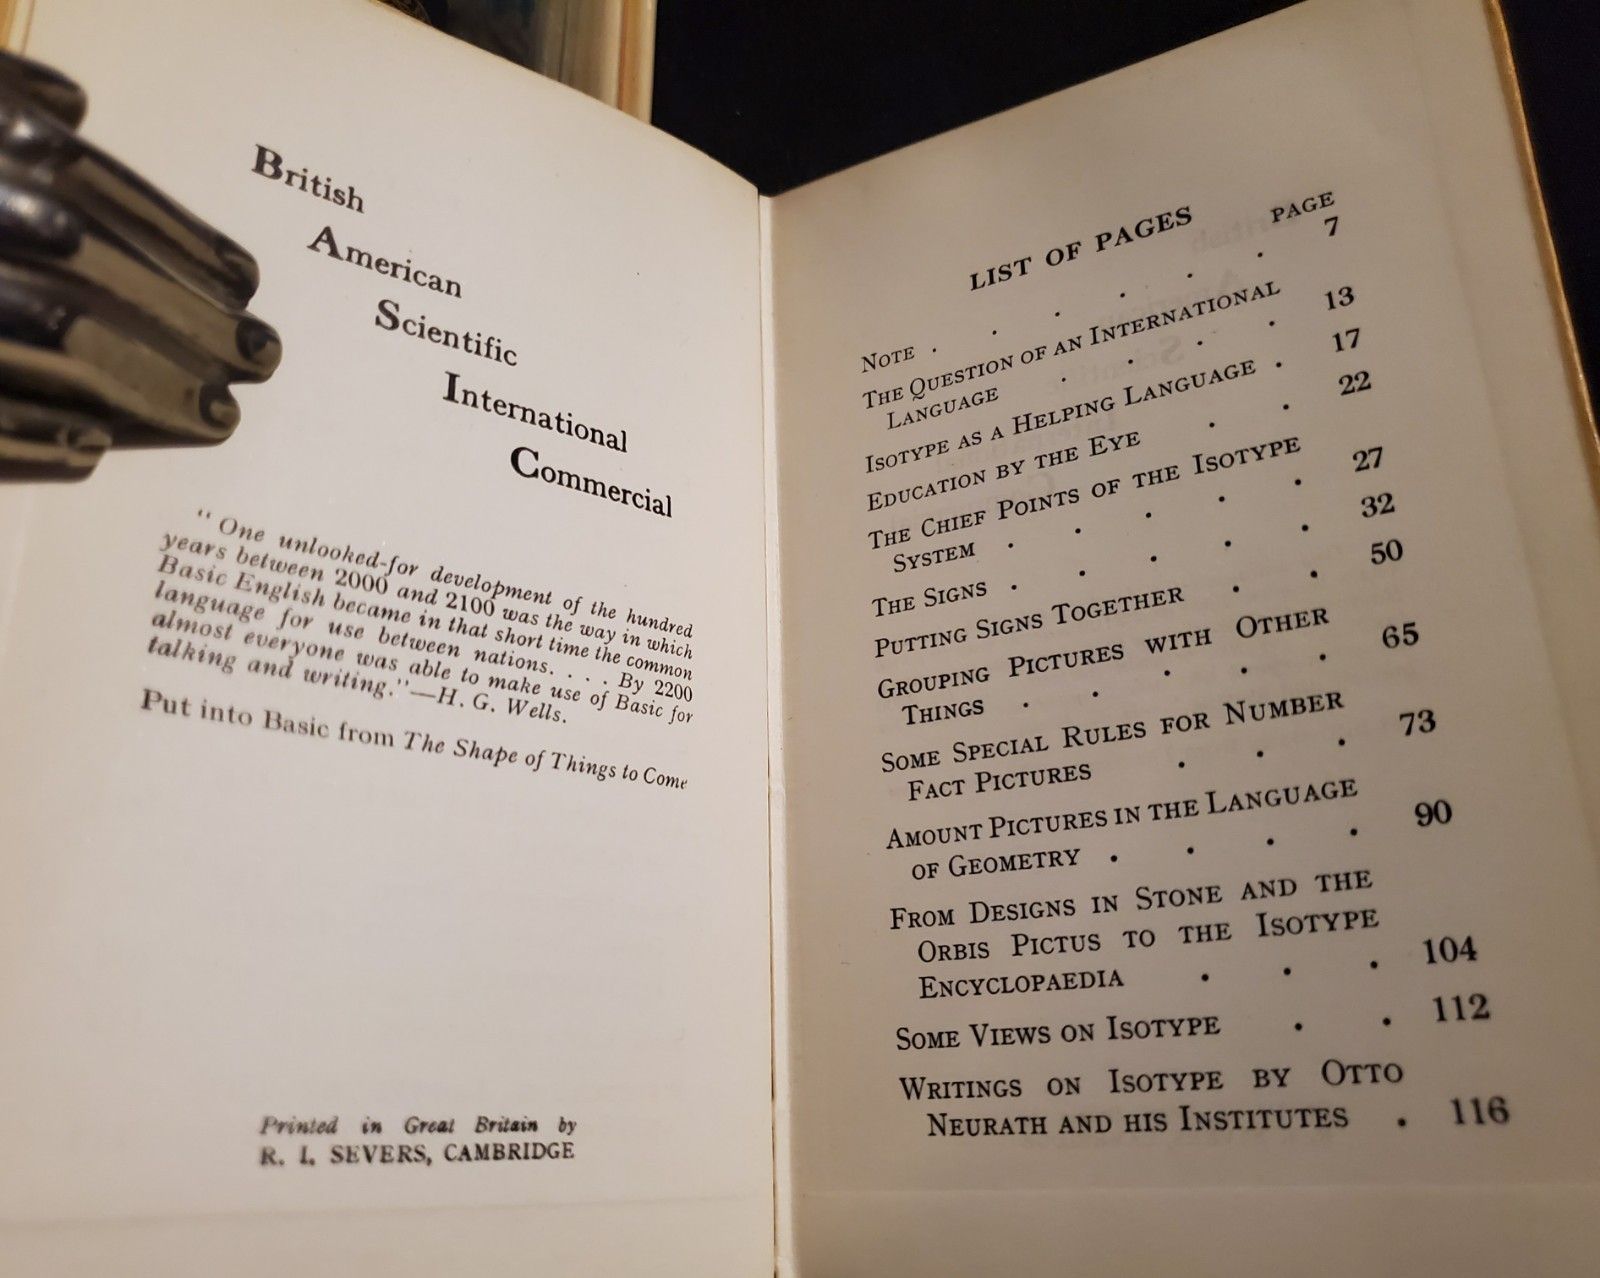 British
American
Scientific
International
Commercial
" One unlooked-for development of the hundred
years between 2000 and 2100 was the way in which
Basic English became in that short time the common
language for use between nations. . . . By 2200
almost everyone was able to make use of Basic for
talking and writing."—H. G. Wells.
Put into Basic from The Shape of Things to Come
Printed in Great Britain by
R. I. SEVERS, CAMBRIDGE
LIST OF PAGES
PAGE
NOTE . . . . . . 7
THE QUESTION OF AN INTERNATIONAL
LANGUAGE . . . . 13
ISOTYPE AS A HELPING LANGUAGE . 17
EDUCATION BY THE EYE . . 22
THE CHIEF POINTS OF THE ISOTYPE
SYSTEM . . . . . 27
THE SIGNS . . . . . 32
PUTTING SIGNS TOGETHER . . 50
GROUPING PICTURES WITH OTHER
THINGS . . . . . 65
SOME SPECIAL RULES FOR NUMBER
FACT PICTURES . . . 73
AMOUNT PICTURES IN THE LANGUAGE
OF GEOMETRY . . . . 90
FROM DESIGNS IN STONE AND THE
ORBIS PICTUS TO THE ISOTYPE
ENCYCLOPAEDIA . . . 104
SOME VIEWS ON ISOTYPE . . 112
WRITINGS ON ISOTYPE BY OTTO
NEURATH AND HIS INSTITUTES . 116